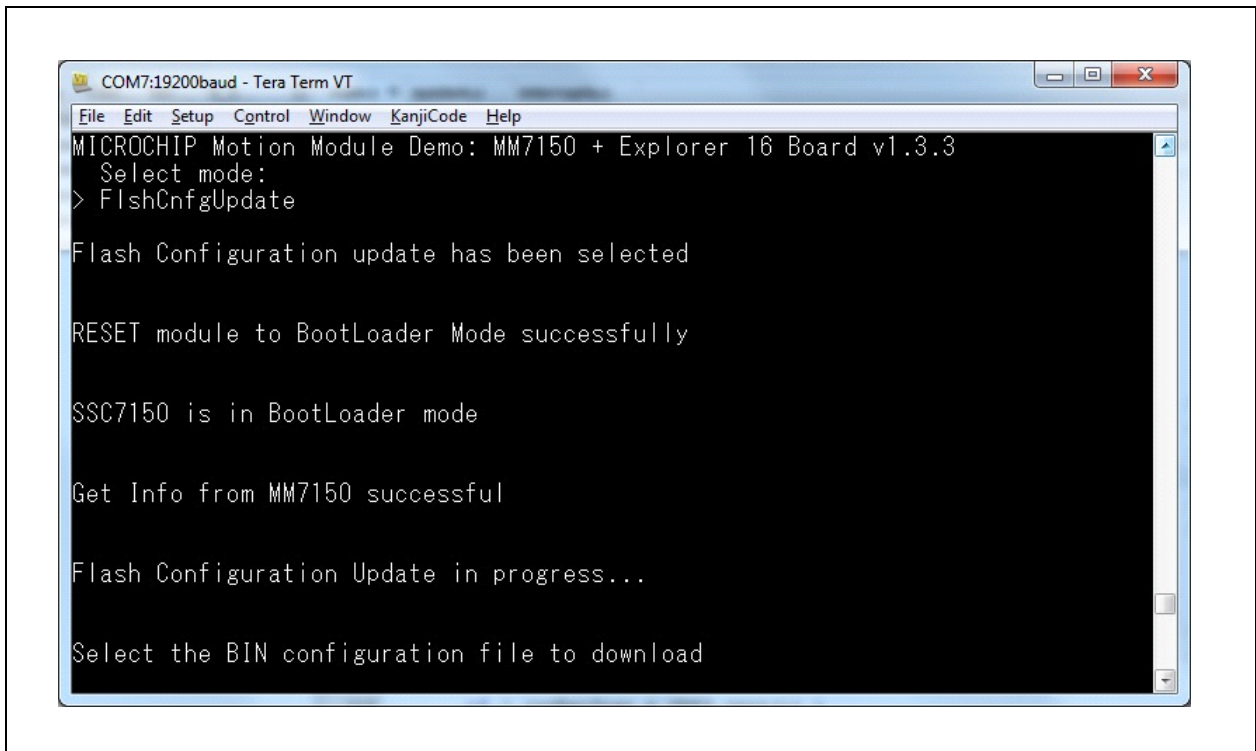 COM7:19200baud - Tera Term VT
File Edit Setup Control Window KanjiCode Help
MICROCHIP Motion Module Demo: MM7150 + Explorer 16 Board v1.3.3
Select mode:
> FlshCnfgUpdate
Flash Configuration update has been selected
RESET module to BootLoader Mode successfully
SSC7150 is in BootLoader mode
Get Info from MM7150 successful
Flash Configuration Update in progress...
Select the BIN configuration file to download